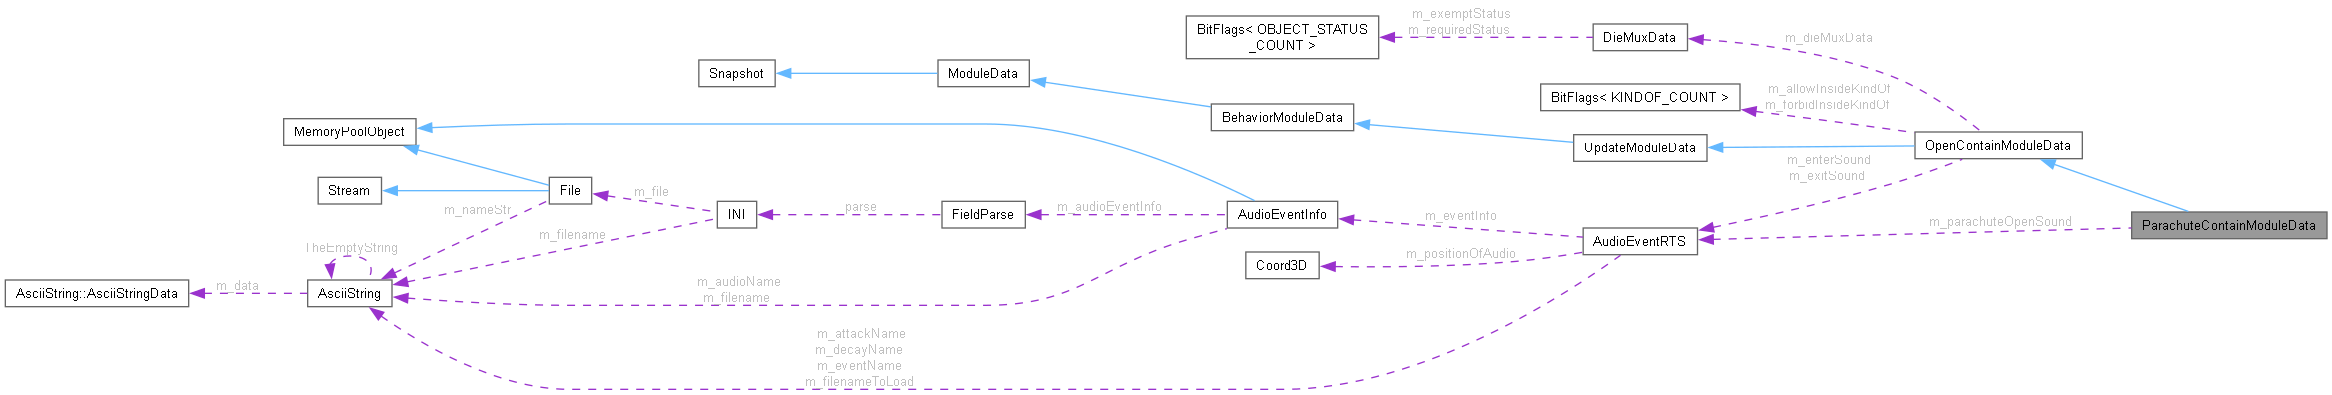 m_exemptStatus
m_requiredStatus
BitFlags< OBJECT_STATUS
_COUNT >
DieMuxData
m_dieMuxData
Snapshot
ModuleData
BitFlags< KINDOF_COUNT >
m_allowInsideKindOf
m_forbidInsideKindOf
MemoryPoolObject
BehaviorModuleData
UpdateModuleData
OpenContainModuleData
m_enterSound
m_exitSound
Stream
File
m_file
m_nameStr
INI
parse
FieldParse
m_audioEventInfo
AudioEventInfo
m_eventInfo
m_parachuteOpenSound
ParachuteContainModuleData
m_filename
AudioEventRTS
TheEmptyString
m_positionOfAudio
Coord3D
AsciiString::AsciiStringData
m_data
AsciiString
m_audioName
m_filename
m_attackName
m_decayName
m_eventName
m_filenameToLoad